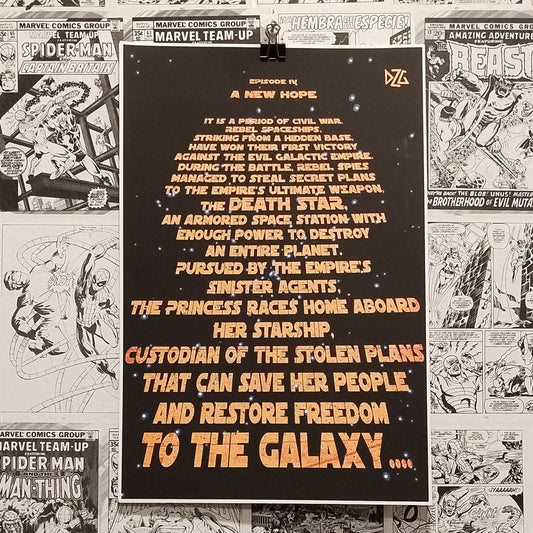 MARVEL COMICS GROUP
MARVEL TEAM-UP
SPIDER-MAN
CAPTAIN BRITAIN
MARVEL COMICS GROUP
MARVEL TEAM-UP
AMAZING ADVENTURES
BEAST
BROTHERHOOD OF EVIL MUTANTS
DZG
EPISODE IV
A NEW HOPE
IT IS A PERIOD OF CIVIL WAR.
REBEL SPACESHIPS,
STRIKING FROM A HIDDEN BASE,
HAVE WON THEIR FIRST VICTORY
AGAINST THE EVIL GALACTIC EMPIRE.
DURING THE BATTLE, REBEL SPIES
MANAGED TO STEAL SECRET PLANS
TO THE EMPIRE'S ULTIMATE WEAPON,
THE DEATH STAR,
AN ARMORED SPACE STATION WITH
ENOUGH POWER TO DESTROY
AN ENTIRE PLANET.
PURSUED BY THE EMPIRE'S
SINISTER AGENTS,
THE PRINCESS RACES HOME ABOARD
HER STARSHIP,
CUSTODIAN OF THE STOLEN PLANS
THAT CAN SAVE HER PEOPLE
AND RESTORE FREEDOM
TO THE GALAXY....
MARVEL COMICS GROUP
MARVEL TEAM-UP
SPIDER-MAN
AND THE
MAN-THING